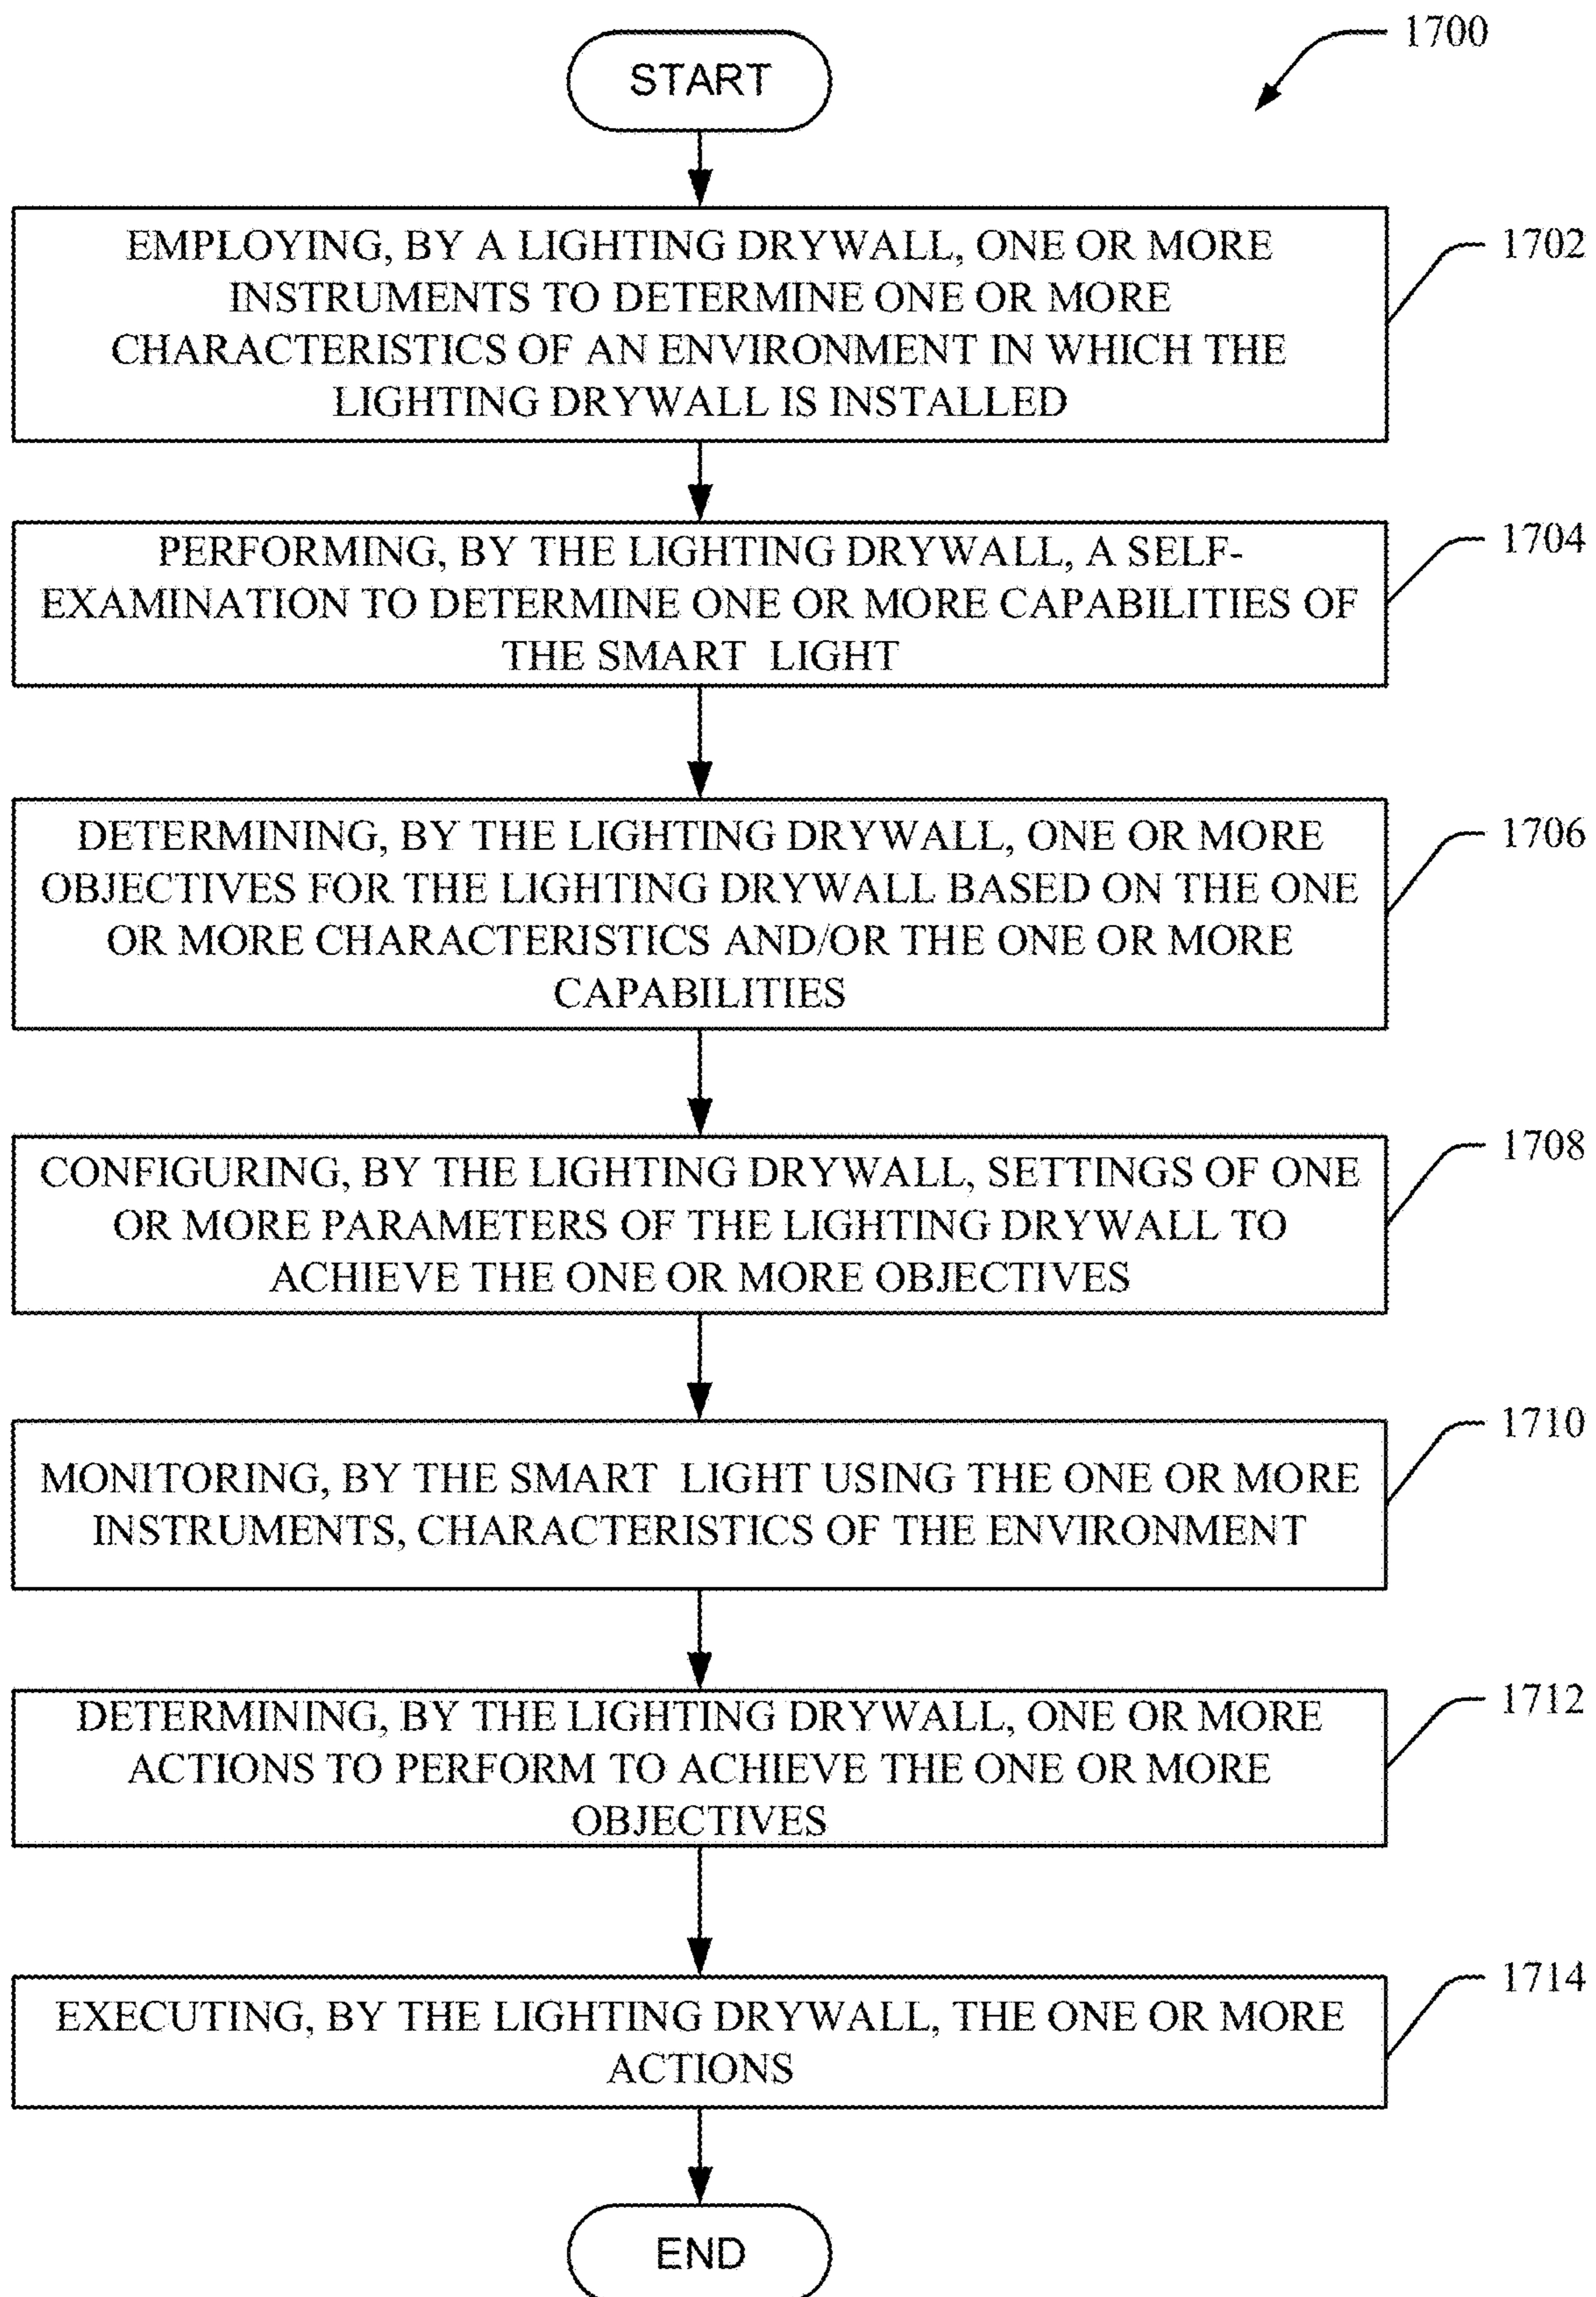 1700
START
EMPLOYING, BY A LIGHTING DRYWALL, ONE OR MORE
INSTRUMENTS TO DETERMINE ONE OR MORE
CHARACTERISTICS OF AN ENVIRONMENT IN WHICH THE
LIGHTING DRYWALL IS INSTALLED
1702
PERFORMING, BY THE LIGHTING DRYWALL, A SELF-
EXAMINATION TO DETERMINE ONE OR MORE CAPABILITIES OF
THE SMART LIGHT
1704
DETERMINING, BY THE LIGHTING DRYWALL, ONE OR MORE
OBJECTIVES FOR THE LIGHTING DRYWALL BASED ON THE ONE
OR MORE CHARACTERISTICS AND/OR THE ONE OR MORE
CAPABILITIES
1706
CONFIGURING, BY THE LIGHTING DRYWALL, SETTINGS OF ONE
OR MORE PARAMETERS OF THE LIGHTING DRYWALL TO
ACHIEVE THE ONE OR MORE OBJECTIVES
1708
MONITORING, BY THE SMART LIGHT USING THE ONE OR MORE
INSTRUMENTS, CHARACTERISTICS OF THE ENVIRONMENT
1710
DETERMINING, BY THE LIGHTING DRYWALL, ONE OR MORE
ACTIONS TO PERFORM TO ACHIEVE THE ONE OR MORE
OBJECTIVES
1712
EXECUTING, BY THE LIGHTING DRYWALL, THE ONE OR MORE
ACTIONS
1714
END